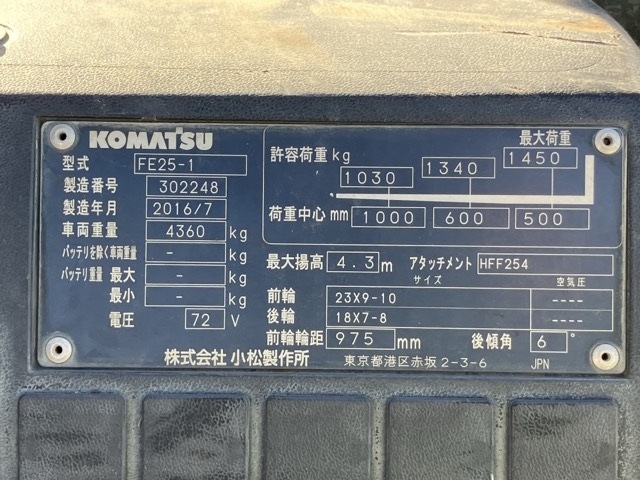 KOMATSU
型式 FE25-1
製造番号 302248
製造年月 2016/7
車両重量 4360 kg
バッテリを除く車両重量 - kg
バッテリ重量 最大 - kg
最小 - kg
電圧 72 V
最大荷重
許容荷重 kg 1030 1340 1450
荷重中心 mm 1000 600 500
最大揚高 4.3 m アタッチメント HFF254
サイズ 空気圧
前輪 23X9-10 ----
後輪 18X7-8 ----
前輪輪距 975 mm 後傾角 6 °
株式会社 小松製作所 東京都港区赤坂 2-3-6 JPN